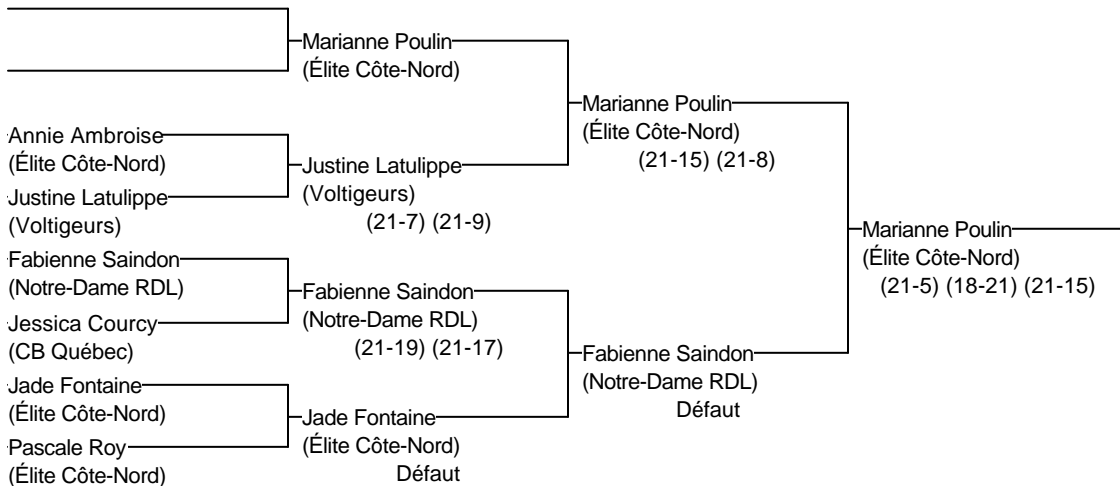 Marianne Poulin
(Élite Côte-Nord)
Annie Ambroise
(Élite Côte-Nord)
Justine Latulippe
(Voltigeurs)
Justine Latulippe
(Voltigeurs)
(21-7) (21-9)
Marianne Poulin
(Élite Côte-Nord)
(21-15) (21-8)
Fabienne Saindon
(Notre-Dame RDL)
Jessica Courcy
(CB Québec)
Fabienne Saindon
(Notre-Dame RDL)
(21-19) (21-17)
Jade Fontaine
(Élite Côte-Nord)
Pascale Roy
(Élite Côte-Nord)
Jade Fontaine
(Élite Côte-Nord)
Défaut
Fabienne Saindon
(Notre-Dame RDL)
Défaut
Marianne Poulin
(Élite Côte-Nord)
(21-5) (18-21) (21-15)